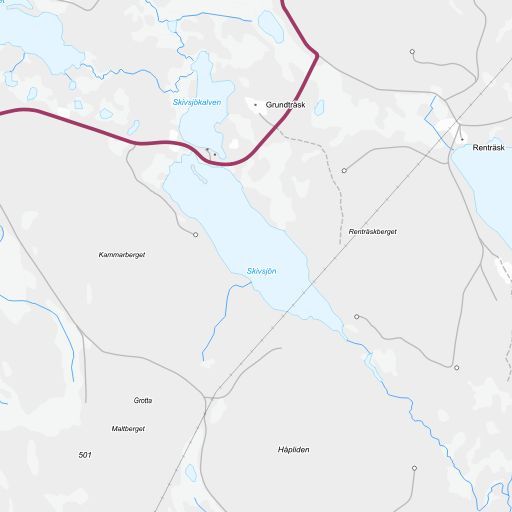 Skivsjökalven
Grundträsk
Renträsk
Renträskberget
Kammarberget
Skivsjön
Grotta
Maltberget
501
Håpliden